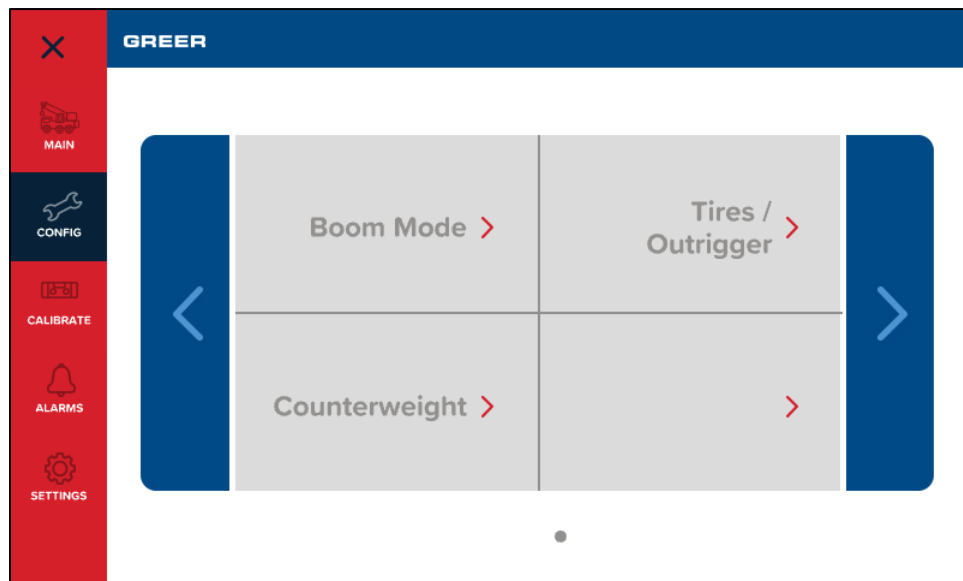 GREER
MAIN
CONFIG
CALIBRATE
ALARMS
SETTINGS
Boom Mode
Tires /
Outrigger
Counterweight